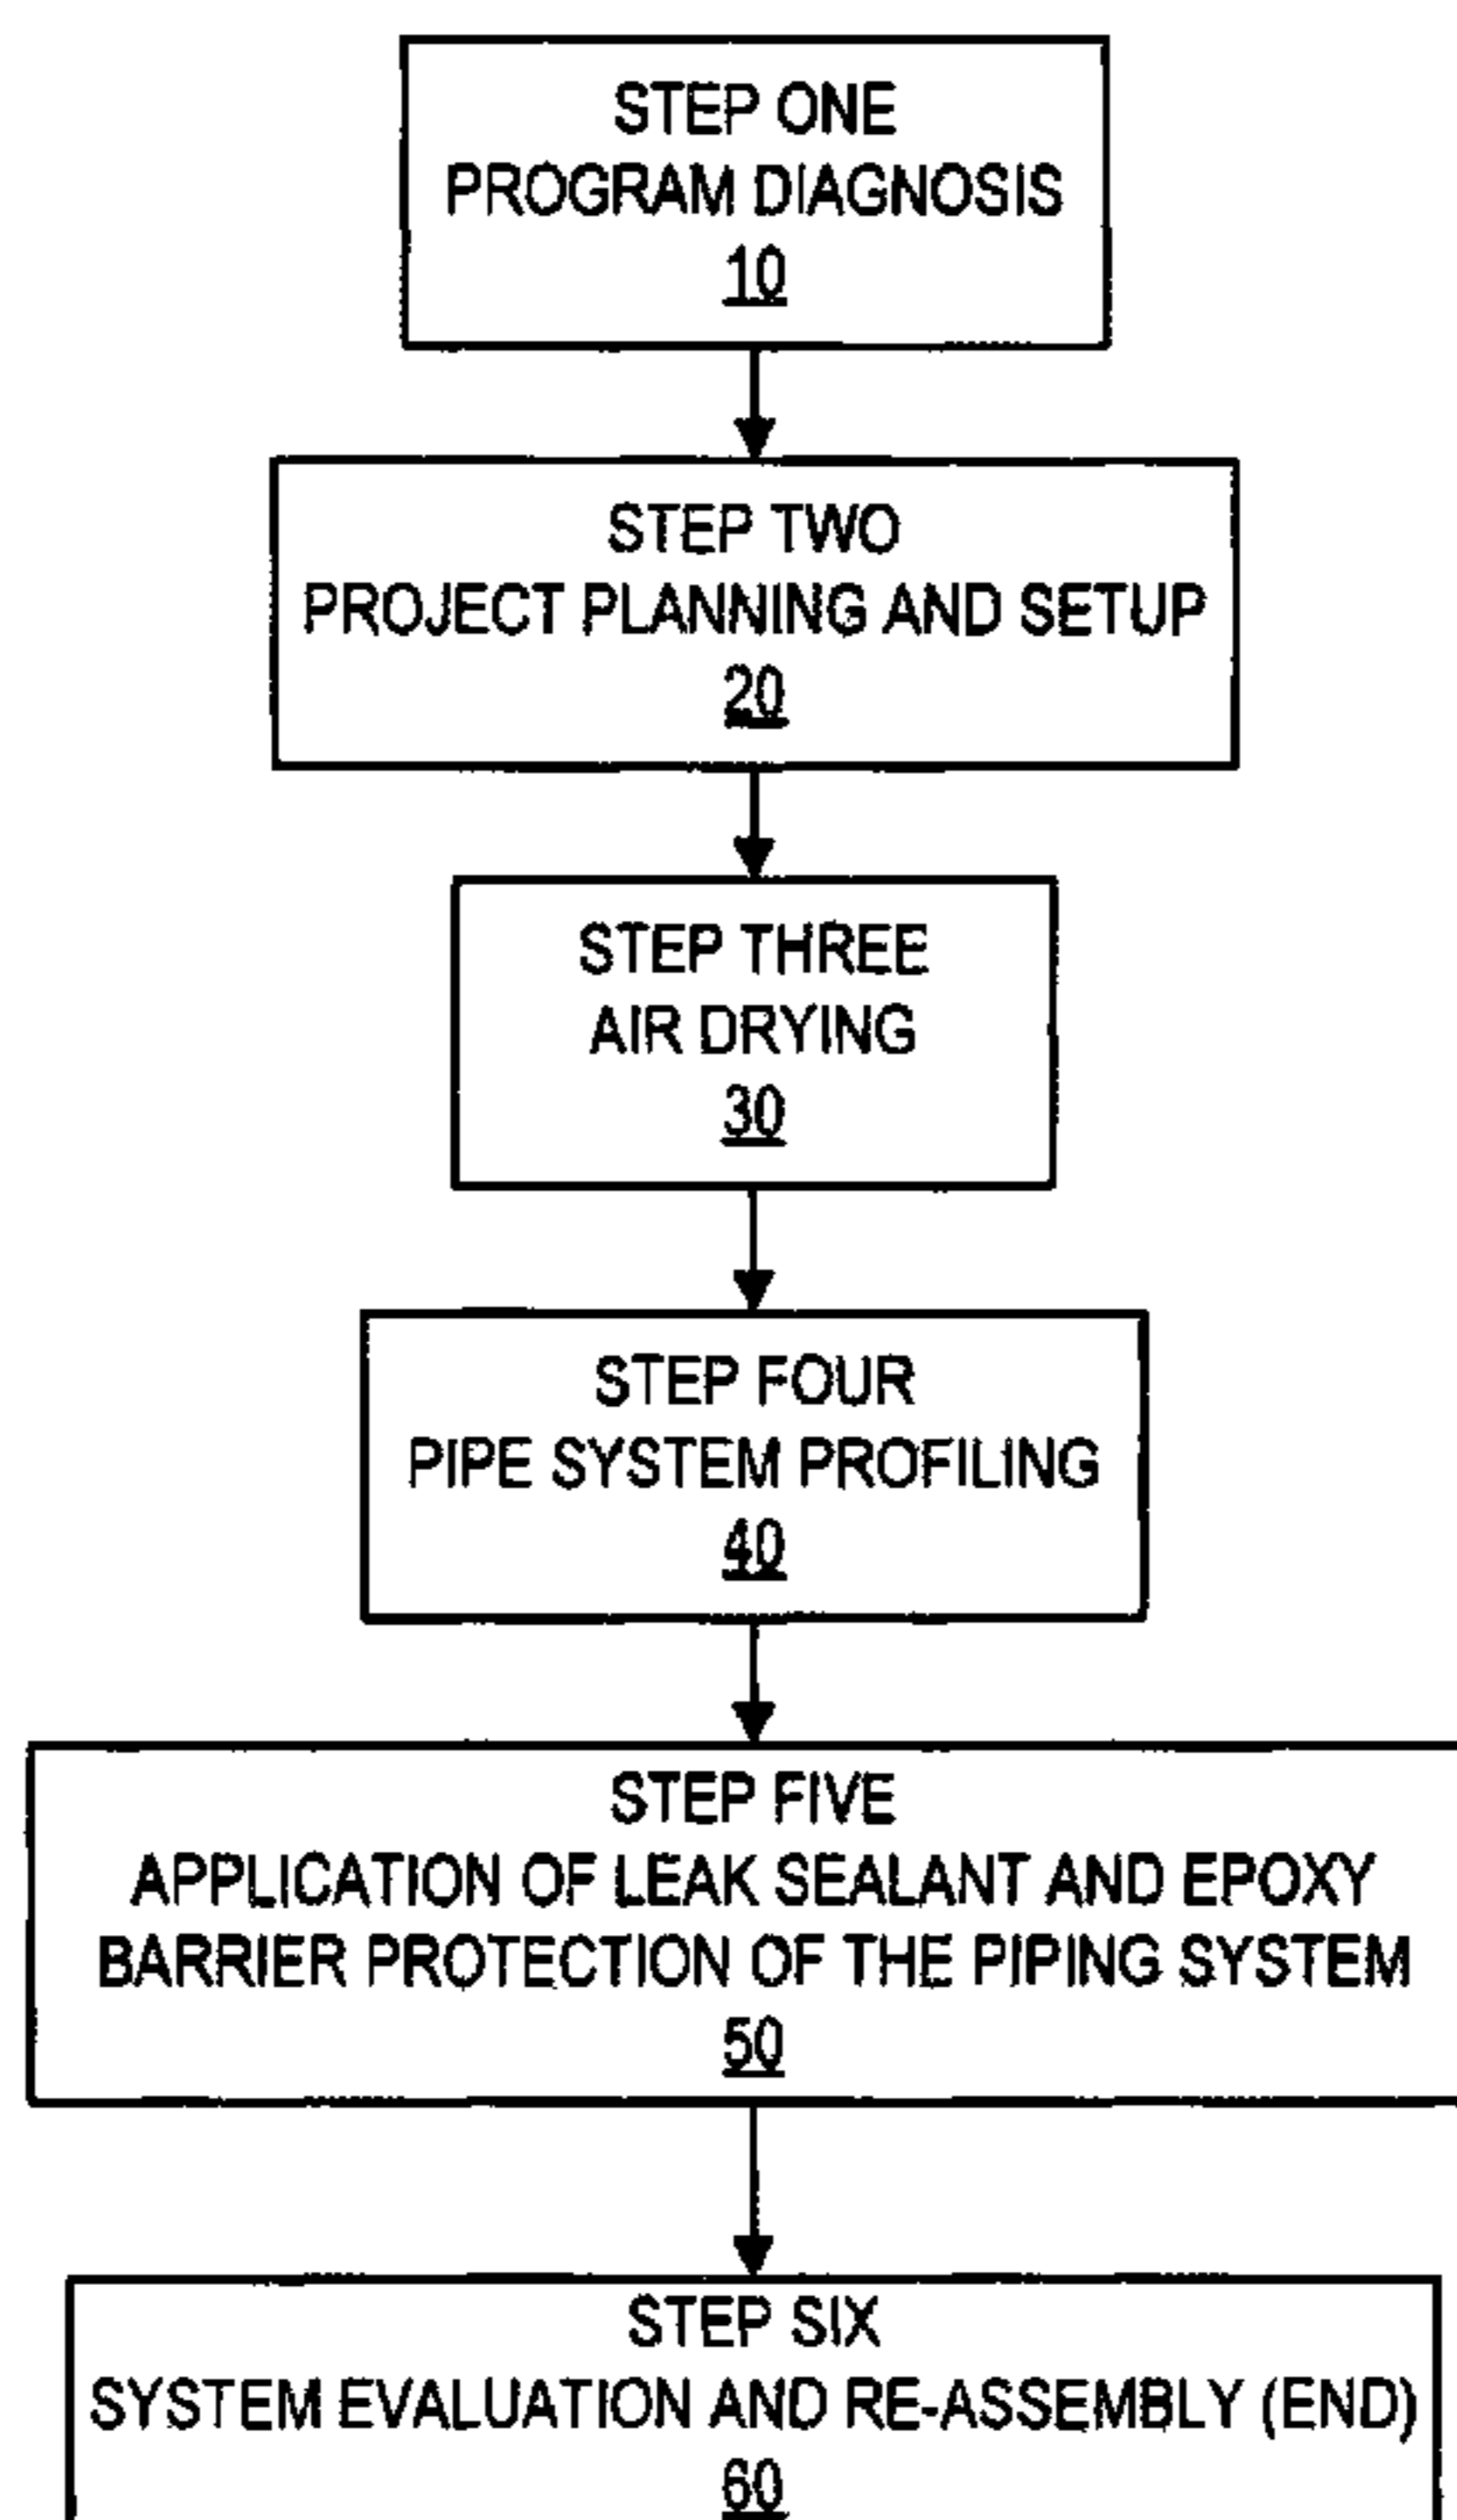 STEP ONE
PROGRAM DIAGNOSIS
10
STEP TWO
PROJECT PLANNING AND SETUP
20
STEP THREE
AIR DRYING
30
STEP FOUR
PIPE SYSTEM PROFILING
40
STEP FIVE
APPLICATION OF LEAK SEALANT AND EPOXY
BARRIER PROTECTION OF THE PIPING SYSTEM
50
STEP SIX
SYSTEM EVALUATION AND RE-ASSEMBLY (END)
60